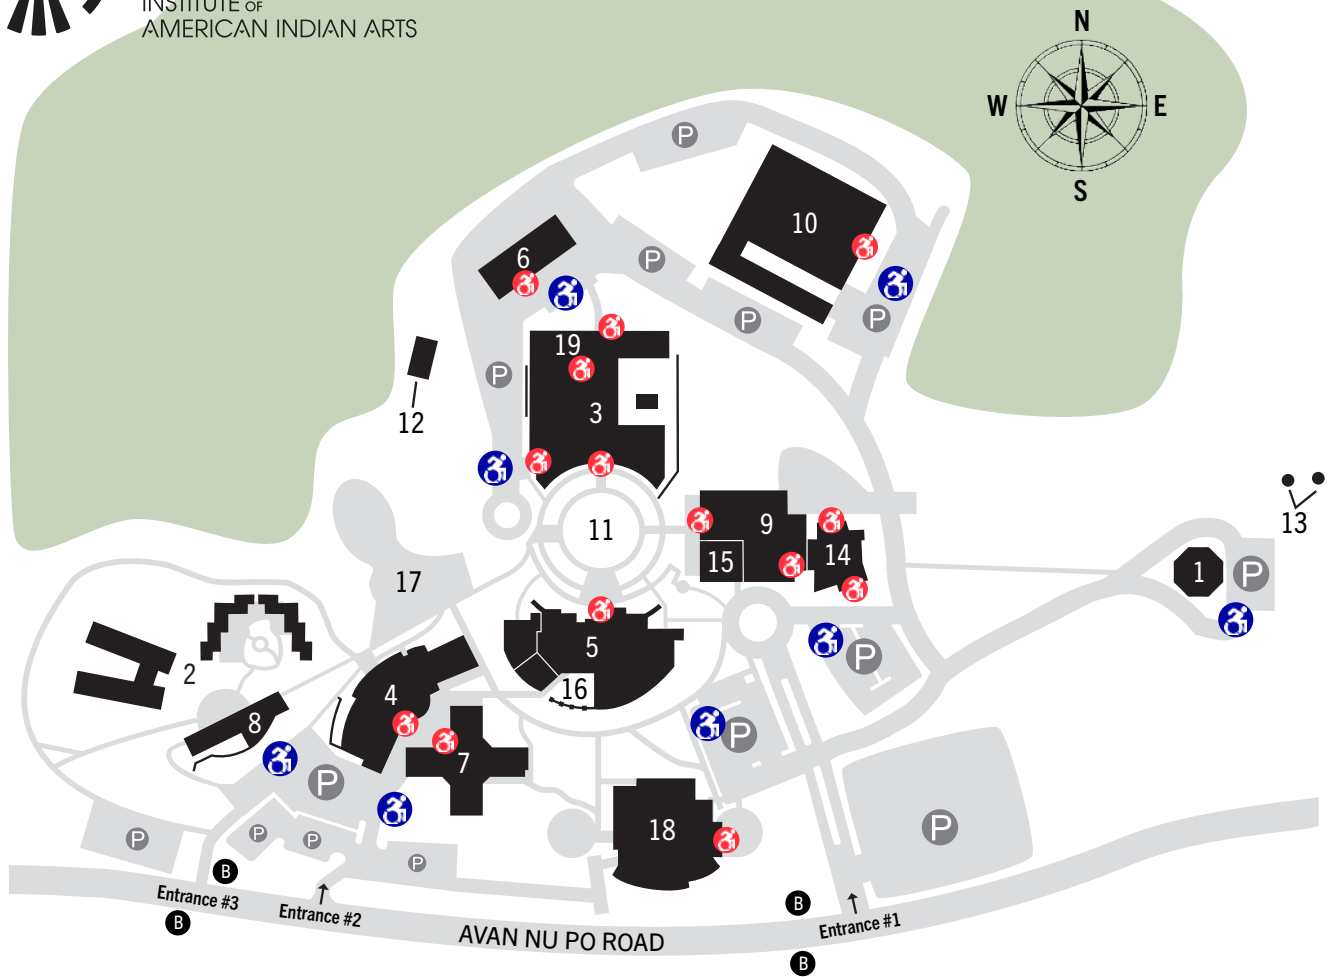 INSTITUTE OF
AMERICAN INDIAN ARTS
N
W
E
S
P
10
6
P
P
P
19
P
3
12
11
9
15
14
13
1
P
17
5
2
16
4
8
P
P
7
P
P
P
P
P
18
P
B
Entrance #3
B
Entrance #2
B
Entrance #1
AVAN NU PO ROAD
B